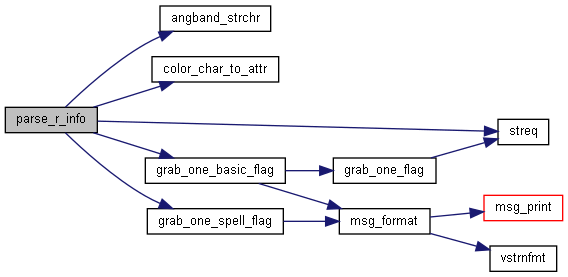 angband_strchr
color_char_to_attr
parse_r_info
streq
grab_one_basic_flag
grab_one_flag
msg_print
grab_one_spell_flag
msg_format
vstrnfmt